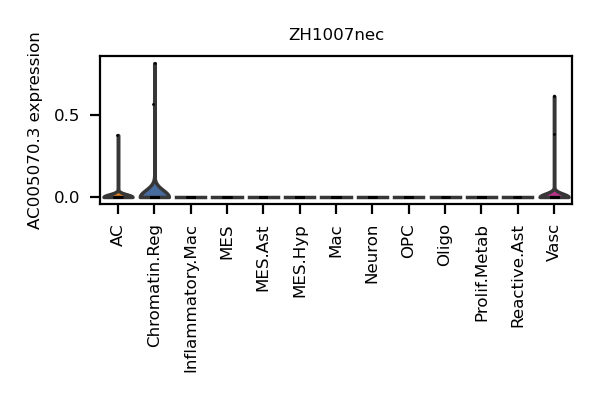 ZH1007nec
AC005070.3 expression
0.5
0.0
AC
Chromatin.Reg
Inflammatory.Mac
MES
MES.Ast
MES.Hyp
Mac
Neuron
OPC
Oligo
Prolif.Metab
Reactive.Ast
Vasc